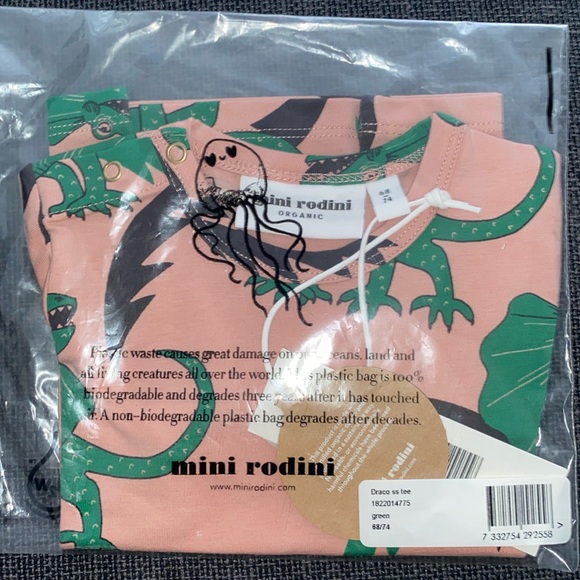 mini rodini
ORGANIC
68
74
Plastic waste causes great damage on our oceans, land and
all living creatures all over the world. This plastic bag is 100%
biodegradable and degrades three years after it has touched
it. A non-biodegradable plastic bag degrades after decades.
mini rodini
www.minirodini.com
mini rodini
This product
Draco ss tee
1822014775
green
68/74
7 332754 292558 >